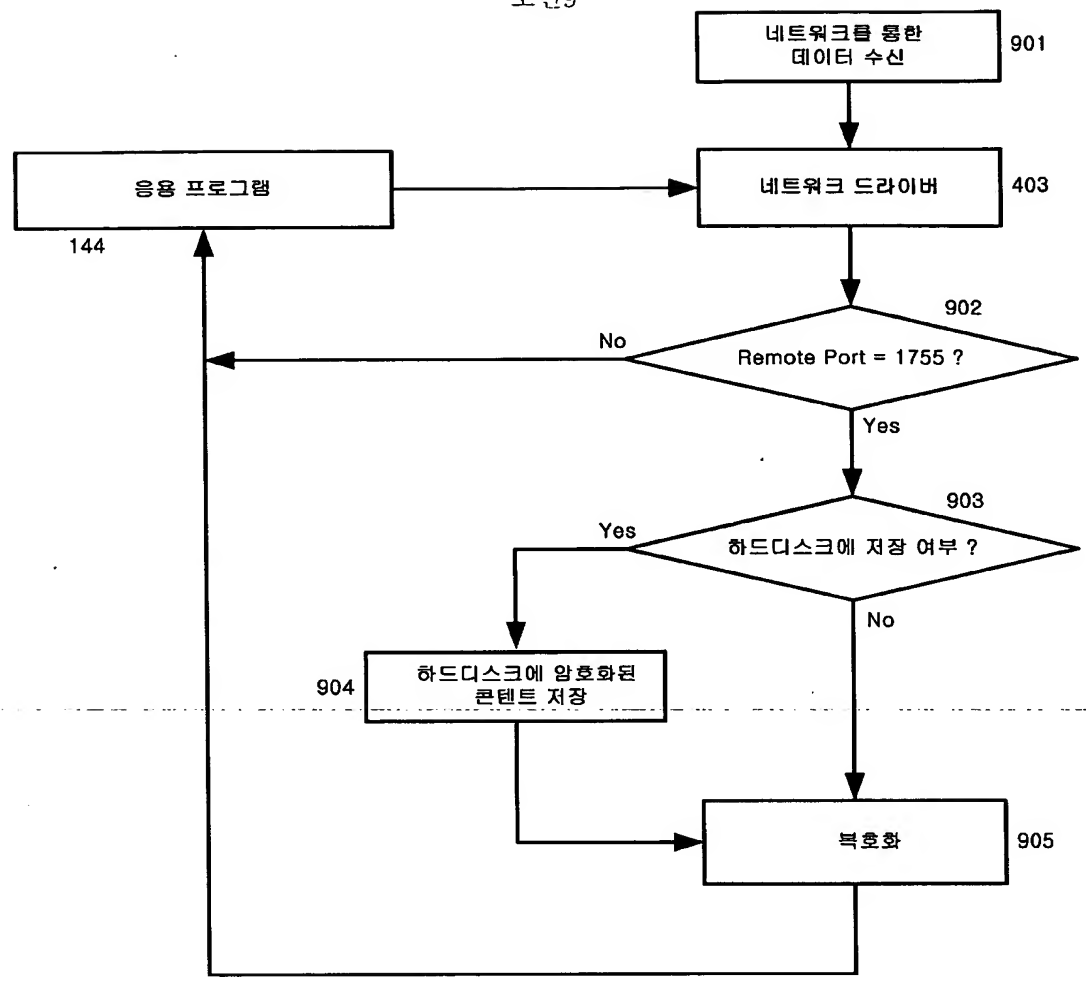 네트워크를 통한
데이터 수신
901
응용 프로그램
144
네트워크 드라이버
403
902
Remote Port = 1755 ?
No
Yes
903
하드디스크에 저장 여부 ?
Yes
No
904
하드디스크에 암호화된
콘텐트 저장
복호화
905